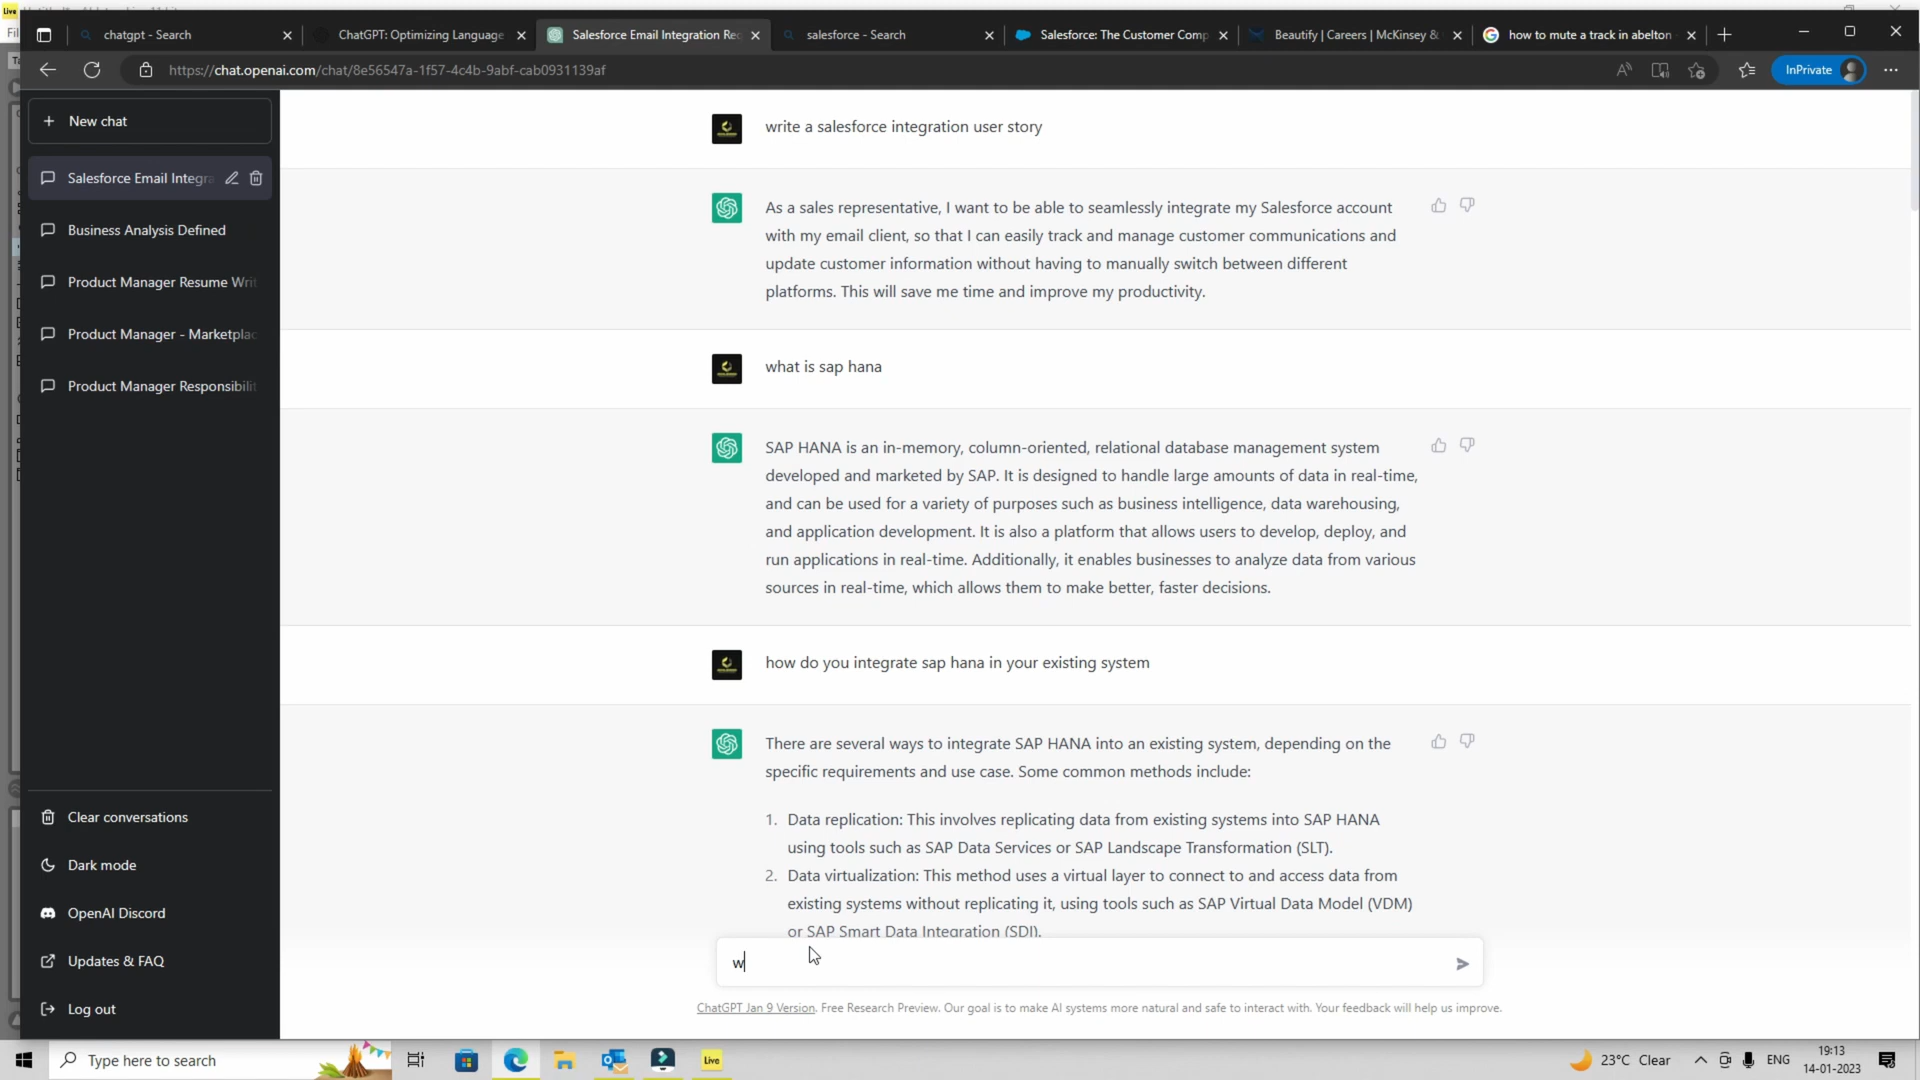 Live
chatgpt - Search
ChatGPT: Optimizing Language
Salesforce Email Integration Rec
salesforce - Search
Salesforce: The Customer Comp
Beautify | Careers | McKinsey &
how to mute a track in abelton
https://chat.openai.com/chat/8e56547a-1f57-4c4b-9abf-cab0931139af
InPrivate
New chat
Salesforce Email Integra
Business Analysis Defined
Product Manager Resume Writ
Product Manager - Marketplac
Product Manager Responsibilit
Clear conversations
Dark mode
OpenAI Discord
Updates & FAQ
Log out
write a salesforce integration user story
As a sales representative, I want to be able to seamlessly integrate my Salesforce account
with my email client, so that I can easily track and manage customer communications and
update customer information without having to manually switch between different
platforms. This will save me time and improve my productivity.
what is sap hana
SAP HANA is an in-memory, column-oriented, relational database management system
developed and marketed by SAP. It is designed to handle large amounts of data in real-time,
and can be used for a variety of purposes such as business intelligence, data warehousing,
and application development. It is also a platform that allows users to develop, deploy, and
run applications in real-time. Additionally, it enables businesses to analyze data from various
sources in real-time, which allows them to make better, faster decisions.
how do you integrate sap hana in your existing system
There are several ways to integrate SAP HANA into an existing system, depending on the
specific requirements and use case. Some common methods include:
1. Data replication: This involves replicating data from existing systems into SAP HANA
using tools such as SAP Data Services or SAP Landscape Transformation (SLT).
2. Data virtualization: This method uses a virtual layer to connect to and access data from
existing systems without replicating it, using tools such as SAP Virtual Data Model (VDM)
or SAP Smart Data Integration (SDI).
w
ChatGPT Jan 9 Version. Free Research Preview. Our goal is to make AI systems more natural and safe to interact with. Your feedback will help us improve.
Type here to search
Live
23°C Clear
ENG
19:13
14-01-2023